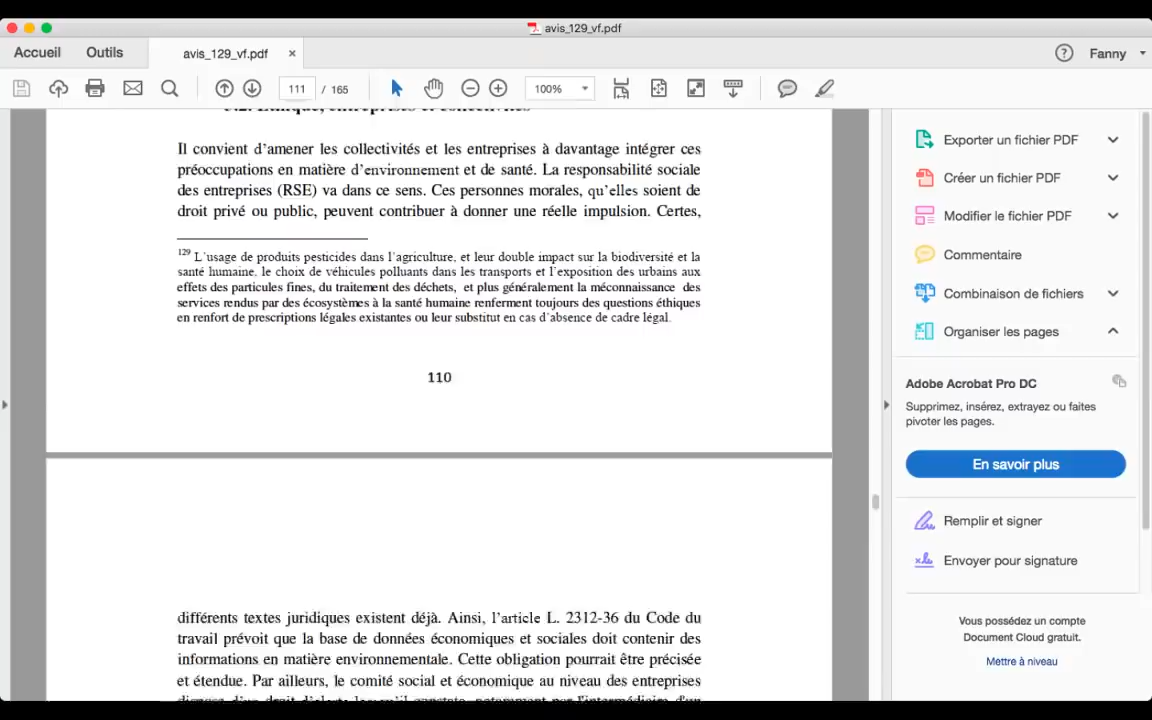 avis_129_vf.pdf
Accueil Outils avis_129_vf.pdf × ? Fanny
111 / 165 100%
Il convient d’amener les collectivités et les entreprises à davantage intégrer ces
préoccupations en matière d’environnement et de santé. La responsabilité sociale
des entreprises (RSE) va dans ce sens. Ces personnes morales, qu’elles soient de
droit privé ou public, peuvent contribuer à donner une réelle impulsion. Certes,
129 L’usage de produits pesticides dans l’agriculture, et leur double impact sur la biodiversité et la
santé humaine, le choix de véhicules polluants dans les transports et l’exposition des urbains aux
effets des particules fines, du traitement des déchets, et plus généralement la méconnaissance des
services rendus par des écosystèmes à la santé humaine renferment toujours des questions éthiques
en renfort de prescriptions légales existantes ou leur substitut en cas d’absence de cadre légal.
110
différents textes juridiques existent déjà. Ainsi, l’article L. 2312-36 du Code du
travail prévoit que la base de données économiques et sociales doit contenir des
informations en matière environnementale. Cette obligation pourrait être précisée
et étendue. Par ailleurs, le comité social et économique au niveau des entreprises
Exporter un fichier PDF
Créer un fichier PDF
Modifier le fichier PDF
Commentaire
Combinaison de fichiers
Organiser les pages
Adobe Acrobat Pro DC
Supprimez, insérez, extrayez ou faites
pivoter les pages.
En savoir plus
Remplir et signer
Envoyer pour signature
Vous possédez un compte
Document Cloud gratuit.
Mettre à niveau